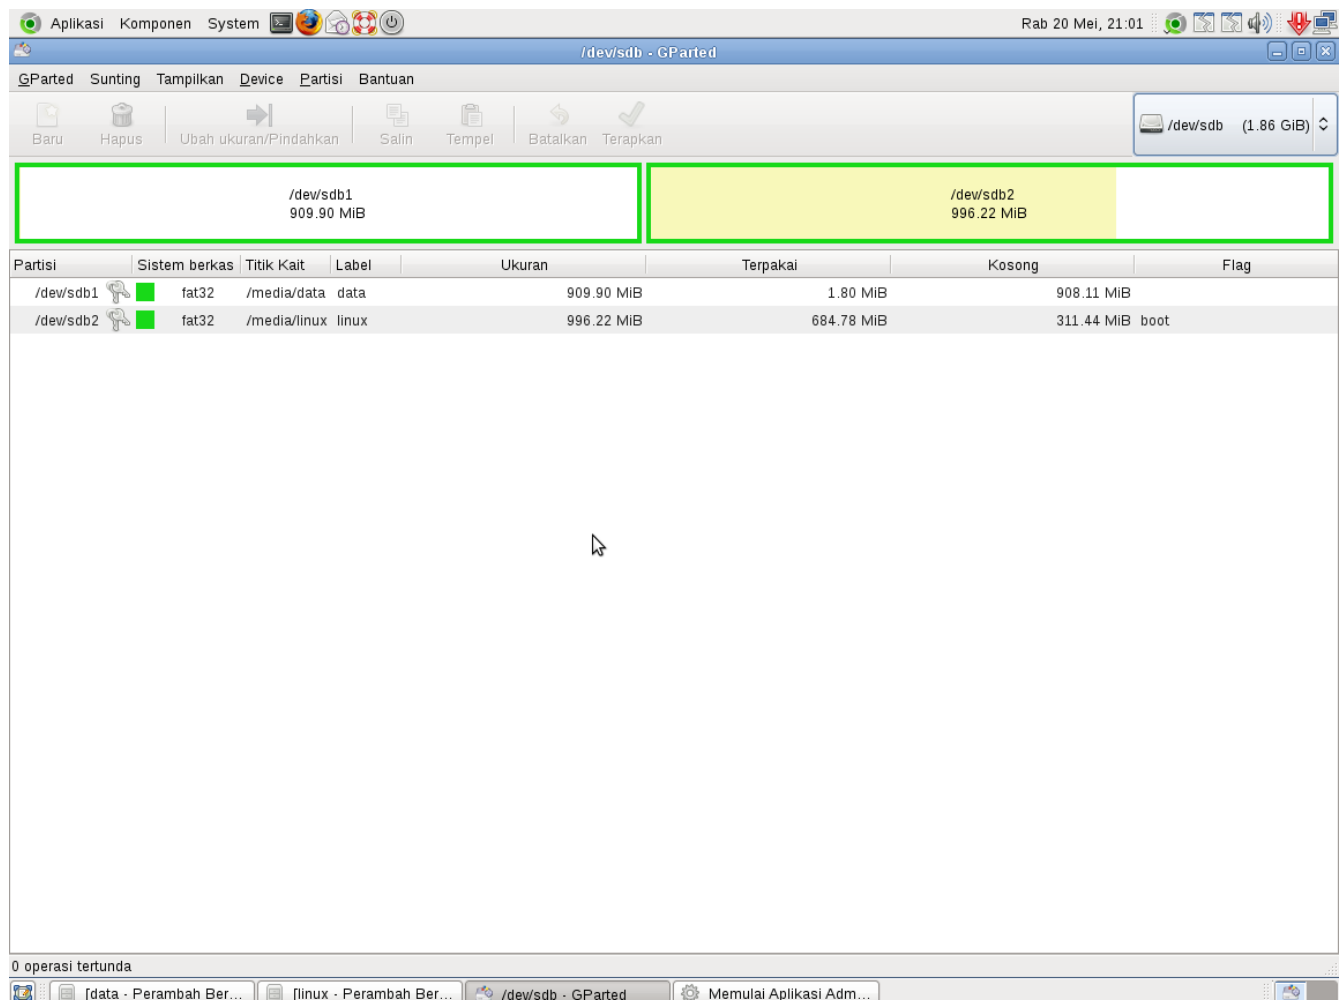 Aplikasi Komponen System Rab 20 Mei, 21:01
/dev/sdb - GParted
GParted Sunting Tampilkan Device Partisi Bantuan
Baru Hapus Ubah ukuran/Pindahkan Salin Tempel Batalkan Terapkan /dev/sdb (1.86 GiB)
/dev/sdb1 /dev/sdb2
909.90 MiB 996.22 MiB
Partisi Sistem berkas Titik Kait Label Ukuran Terpakai Kosong Flag
/dev/sdb1 fat32 /media/data data 909.90 MiB 1.80 MiB 908.11 MiB
/dev/sdb2 fat32 /media/linux linux 996.22 MiB 684.78 MiB 311.44 MiB boot
0 operasi tertunda
[data - Perambah Ber... [linux - Perambah Ber... /dev/sdb - GParted Memulai Aplikasi Adm...